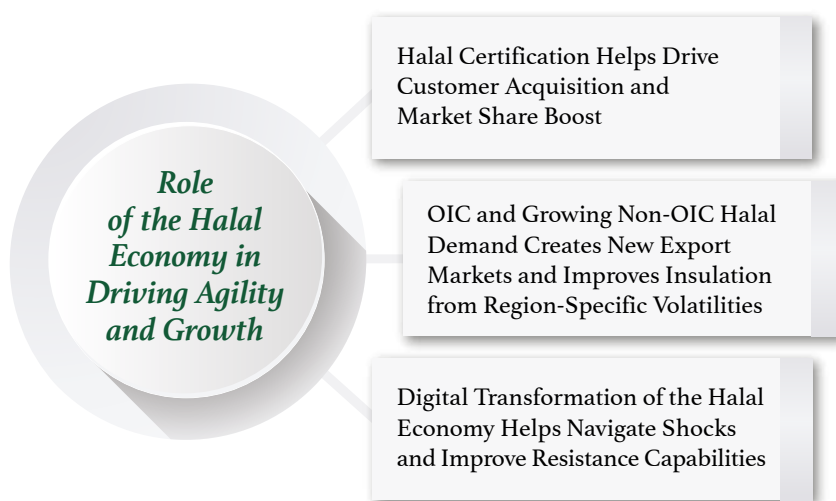 Role
of the Halal
Economy in
Driving Agility
and Growth
Halal Certification Helps Drive
Customer Acquisition and
Market Share Boost
OIC and Growing Non-OIC Halal
Demand Creates New Export
Markets and Improves Insulation
from Region-Specific Volatilities
Digital Transformation of the Halal
Economy Helps Navigate Shocks
and Improve Resistance Capabilities